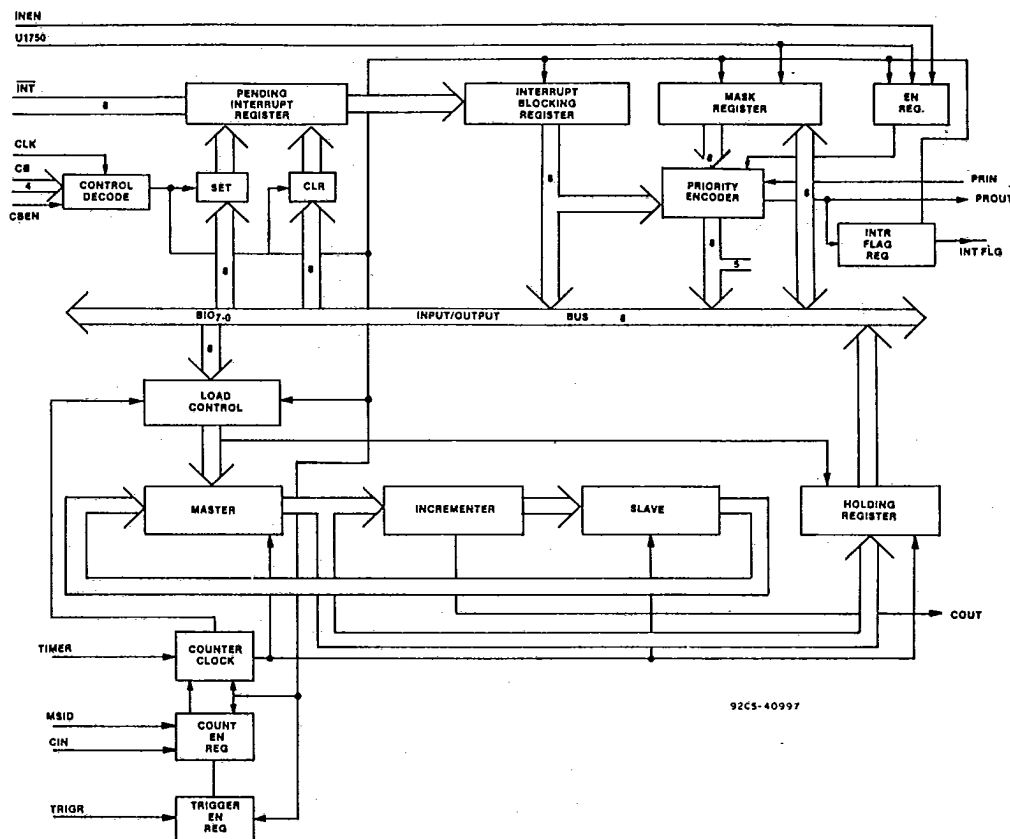 INEN
U1750
INT
8
PENDING
INTERRUPT
REGISTER
INTERRUPT
BLOCKING
REGISTER
MASK
REGISTER
EN
REG.
CLK
CB
4
CBEN
CONTROL
DECODE
SET
CLR
8
8
8
PRIORITY
ENCODER
PRIN
PROUT
8
INTR
FLAG
REG
INT FLG
8
8
8
5
BIO7-0
INPUT/OUTPUT
BUS 8
8
LOAD
CONTROL
MASTER
INCREMENTER
SLAVE
HOLDING
REGISTER
COUT
TIMER
COUNTER
CLOCK
MSID
CIN
COUNT
EN
REG
92CS-40997
TRIGR
TRIGGER
EN
REG